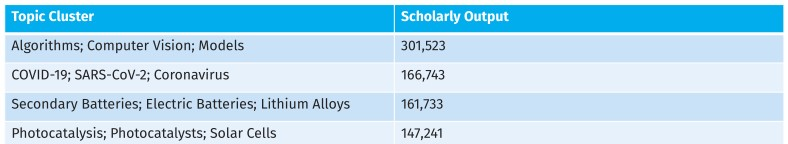 Topic Cluster Scholarly Output
Algorithms; Computer Vision; Models 301,523
COVID-19; SARS-CoV-2; Coronavirus 166,743
Secondary Batteries; Electric Batteries; Lithium Alloys 161,733
Photocatalysis; Photocatalysts; Solar Cells 147,241